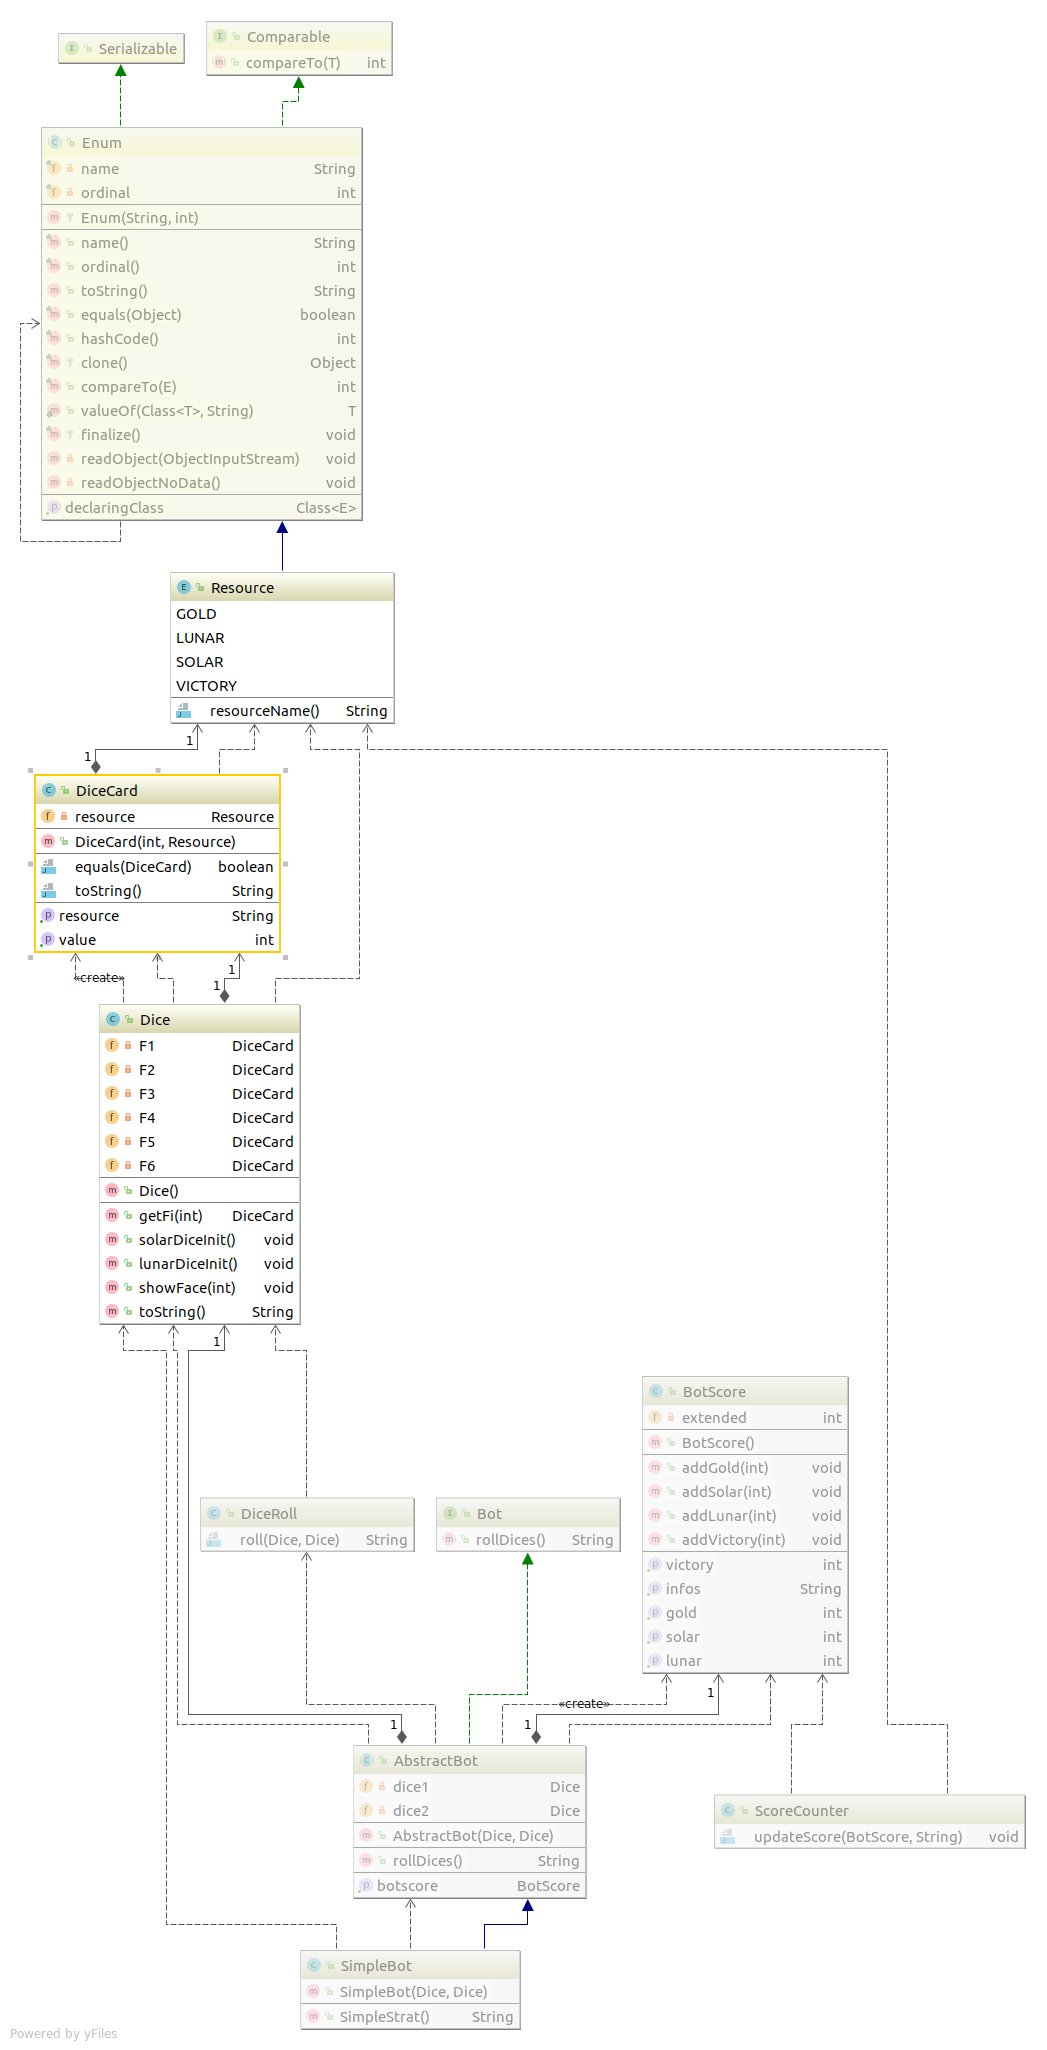 Serializable
Comparable
compareTo(T) int
Enum
name String
ordinal int
Enum(String, int)
name() String
ordinal() int
toString() String
equals(Object) boolean
hashCode() int
clone() Object
compareTo(E) int
valueOf(Class<T>, String) T
finalize() void
readObject(ObjectInputStream) void
readObjectNoData() void
declaringClass Class<E>
Resource
GOLD
LUNAR
SOLAR
VICTORY
resourceName() String
1
1
DiceCard
resource Resource
DiceCard(int, Resource)
equals(DiceCard) boolean
toString() String
resource String
value int
1
«create»
1
Dice
F1 DiceCard
F2 DiceCard
F3 DiceCard
F4 DiceCard
F5 DiceCard
F6 DiceCard
Dice()
getFi(int) DiceCard
solarDiceInit() void
lunarDiceInit() void
showFace(int) void
toString() String
1
BotScore
extended int
BotScore()
addGold(int) void
addSolar(int) void
addLunar(int) void
addVictory(int) void
victory int
infos String
gold int
solar int
lunar int
DiceRoll
roll(Dice, Dice) String
Bot
rollDices() String
1
«create»
1
1
AbstractBot
dice1 Dice
dice2 Dice
AbstractBot(Dice, Dice)
rollDices() String
botscore BotScore
ScoreCounter
updateScore(BotScore, String) void
SimpleBot
SimpleBot(Dice, Dice)
SimpleStrat() String
Powered by yFiles